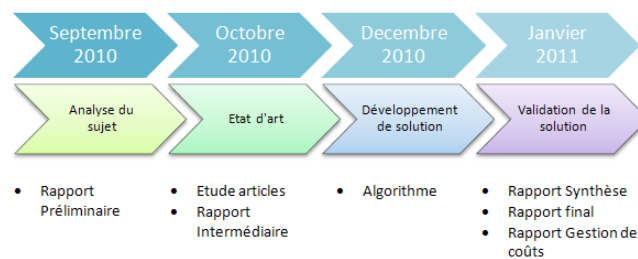 Septembre
2010
Octobre
2010
Decembre
2010
Janvier
2011
Analyse du
sujet
Etat d'art
Développement
de solution
Validation de la
solution
• Rapport
Préliminaire
• Etude articles
• Rapport
Intermédiaire
• Algorithme
• Rapport Synthèse
• Rapport final
• Rapport Gestion de
coûts